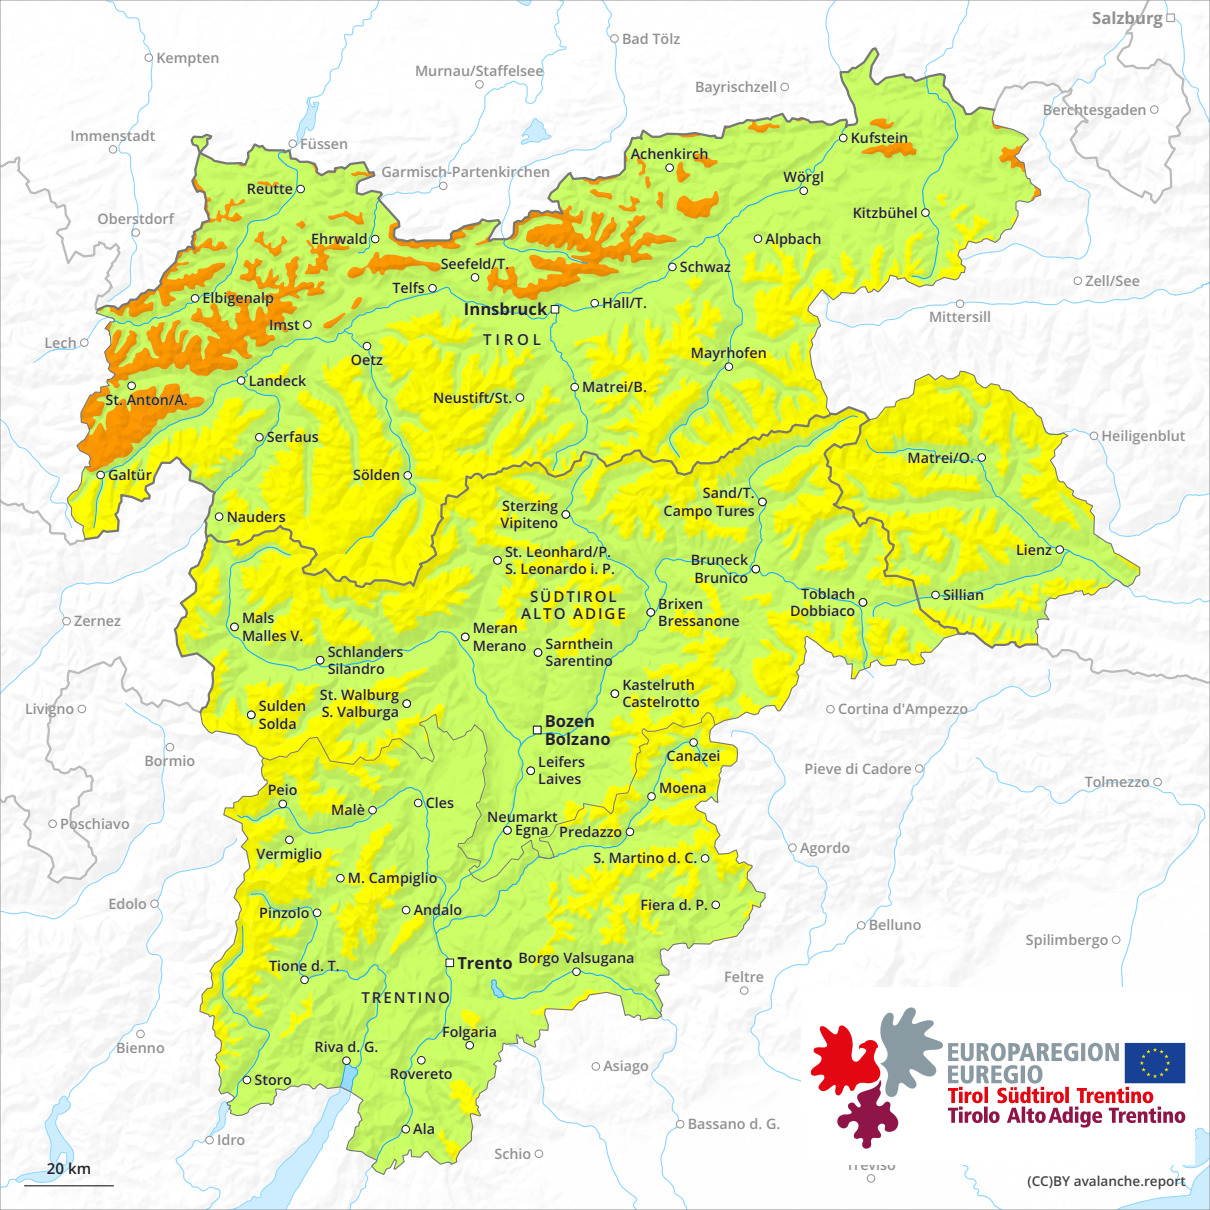 Salzburg
Bad Tölz
Kempten
Murnau/Staffelsee
Bayrischzell
Berchtesgaden
Immenstadt
Füssen
Kufstein
Achenkirch
Garmisch-Partenkirchen
Wörgl
Reutte
Oberstdorf
Kitzbühel
Ehrwald
Alpbach
Seefeld/T.
Schwaz
Zell/See
Telfs
Elbigenalp
Innsbruck
Hall/T.
Mittersill
Imst
Lech
TIROL
Oetz
Mayrhofen
Landeck
Matrei/B.
St. Anton/A.
Neustift/St.
Serfaus
Heiligenblut
Matrei/O.
Galtür
Sölden
Sand/T.
Campo Tures
Sterzing
Vipiteno
Nauders
St. Leonhard/P.
S. Leonardo i. P.
Lienz
Bruneck
Brunico
SÜDTIROL
ALTO ADIGE
Toblach
Dobbiaco
Sillian
Brixen
Bressanone
Zernez
Mals
Malles V.
Meran
Merano
Sarnthein
Sarentino
Schlanders
Silandro
Kastelruth
Castelrotto
St. Walburg
S. Valburga
Sulden
Solda
Livigno
Cortina d'Ampezzo
Bozen
Bolzano
Bormio
Canazei
Leifers
Laives
Pieve di Cadore
Tolmezzo
Peio
Moena
Malè
Cles
Neumarkt
Egna
Predazzo
Poschiavo
Vermiglio
S. Martino d. C.
Agordo
M. Campiglio
Edolo
Pinzolo
Andalo
Fiera d. P.
Belluno
Spilimbergo
Trento
Borgo Valsugana
Tione d. T.
Feltre
TRENTINO
Folgaria
Bienno
Riva d. G.
Rovereto
Asiago
Storo
EUROPAREGION
EUREGIO
Tirol Südtirol Trentino
Tirolo Alto Adige Trentino
Ala
Bassano d. G.
Idro
Schio
Treviso
20 km
(CC)BY avalanche.report